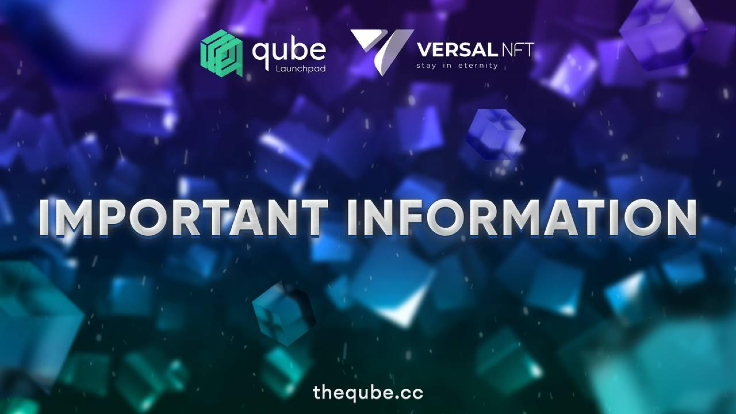 qube
Launchpad
VERSAL NFT
stay in eternity
IMPORTANT INFORMATION
theqube.cc